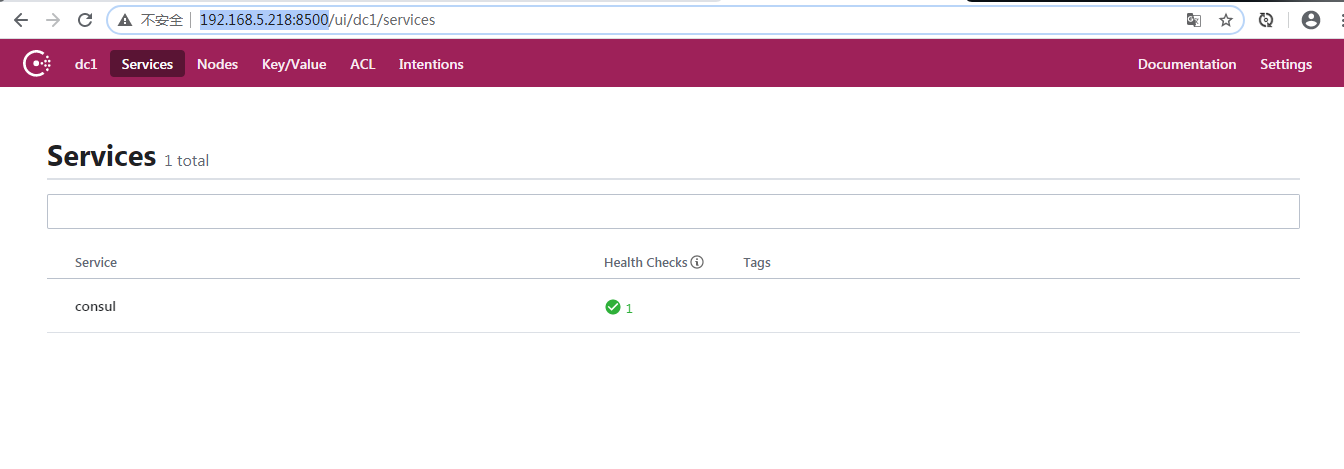 不安全 192.168.5.218:8500/ui/dc1/services
dc1 Services Nodes Key/Value ACL Intentions Documentation Settings
Services 1 total
Service Health Checks Tags
consul 1